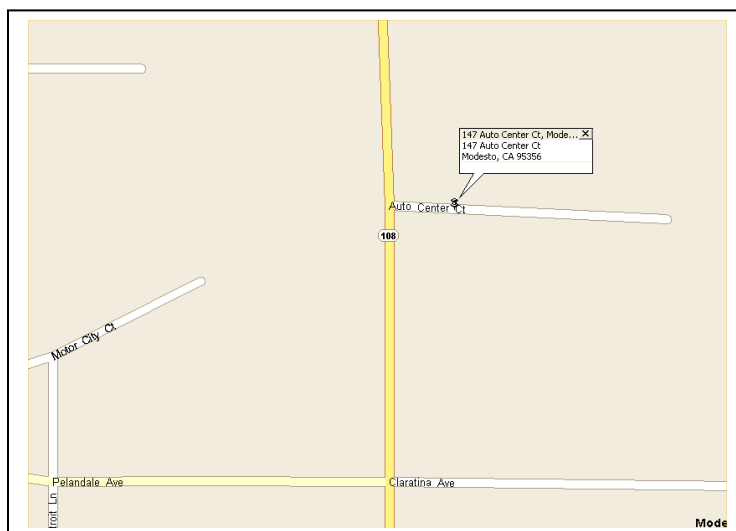 147 Auto Center Ct, Mode...
147 Auto Center Ct
Modesto, CA 95356
Auto Center Ct
108
Motor City Ct
Pelandale Ave
Claratina Ave
troit Ln
Mode